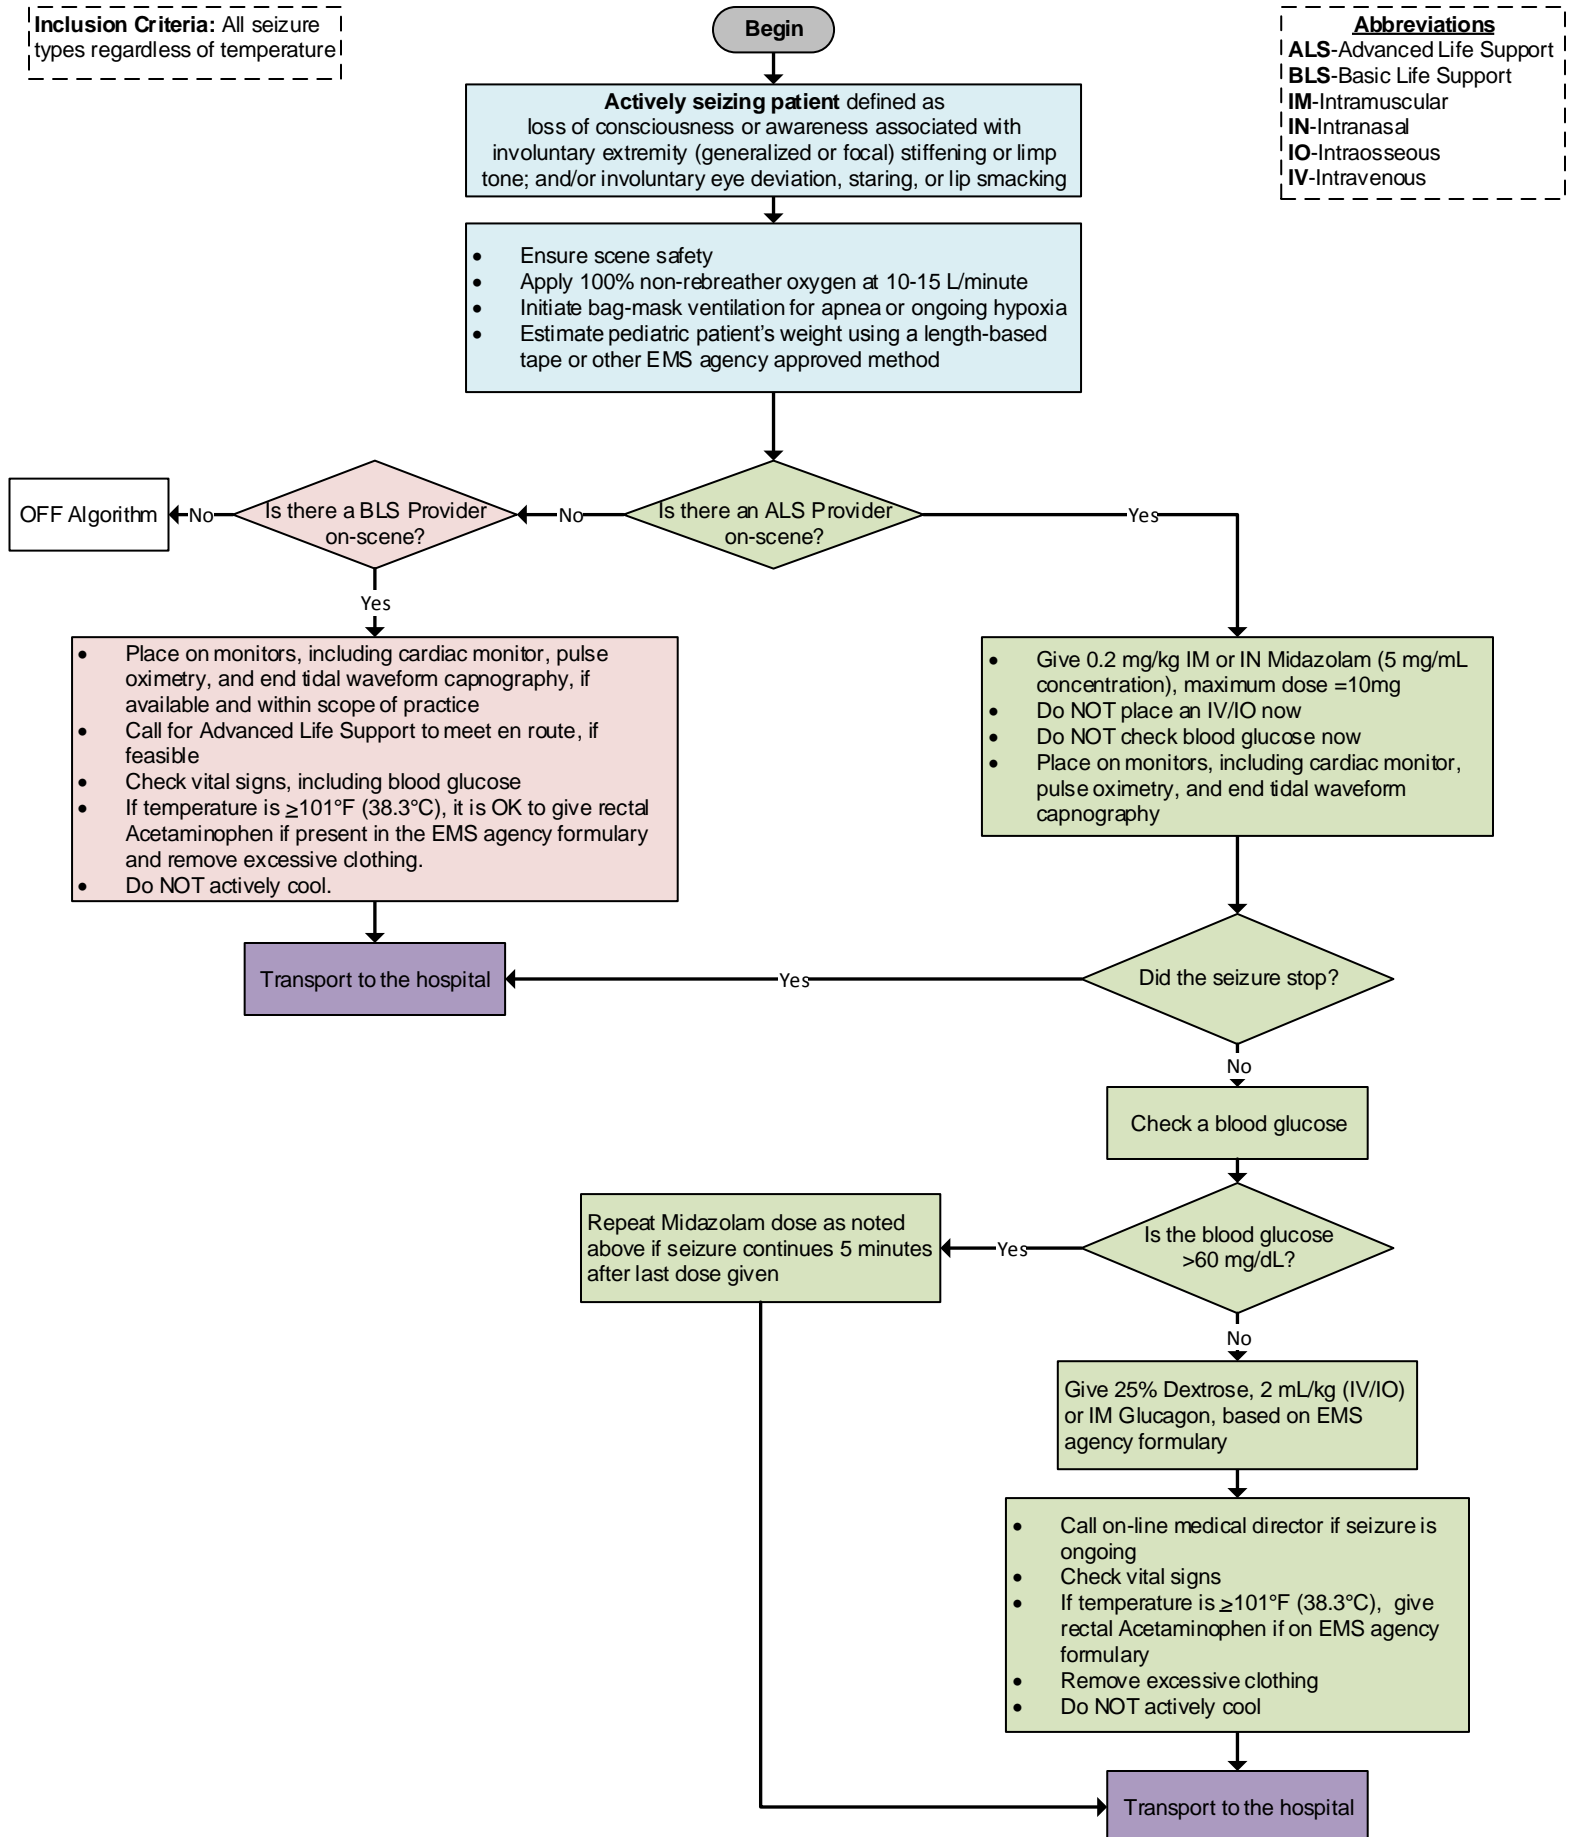 Inclusion Criteria: All seizure
types regardless of temperature
Begin
Abbreviations
ALS-Advanced Life Support
BLS-Basic Life Support
IM-Intramuscular
IN-Intranasal
IO-Intraosseous
IV-Intravenous
Actively seizing patient defined as
loss of consciousness or awareness associated with
involuntary extremity (generalized or focal) stiffening or limp
tone; and/or involuntary eye deviation, staring, or lip smacking
• Ensure scene safety
• Apply 100% non-rebreather oxygen at 10-15 L/minute
• Initiate bag-mask ventilation for apnea or ongoing hypoxia
• Estimate pediatric patient's weight using a length-based
tape or other EMS agency approved method
OFF Algorithm
No
Is there a BLS Provider
on-scene?
No
Is there an ALS Provider
on-scene?
Yes
Yes
• Place on monitors, including cardiac monitor, pulse
oximetry, and end tidal waveform capnography, if
available and within scope of practice
• Call for Advanced Life Support to meet en route, if
feasible
• Check vital signs, including blood glucose
• If temperature is ≥101°F (38.3°C), it is OK to give rectal
Acetaminophen if present in the EMS agency formulary
and remove excessive clothing.
• Do NOT actively cool.
• Give 0.2 mg/kg IM or IN Midazolam (5 mg/mL
concentration), maximum dose =10mg
• Do NOT place an IV/IO now
• Do NOT check blood glucose now
• Place on monitors, including cardiac monitor,
pulse oximetry, and end tidal waveform
capnography
Transport to the hospital
Yes
Did the seizure stop?
No
Check a blood glucose
Repeat Midazolam dose as noted
above if seizure continues 5 minutes
after last dose given
Yes
Is the blood glucose
>60 mg/dL?
No
Give 25% Dextrose, 2 mL/kg (IV/IO)
or IM Glucagon, based on EMS
agency formulary
• Call on-line medical director if seizure is
ongoing
• Check vital signs
• If temperature is ≥101°F (38.3°C), give
rectal Acetaminophen if on EMS agency
formulary
• Remove excessive clothing
• Do NOT actively cool
Transport to the hospital